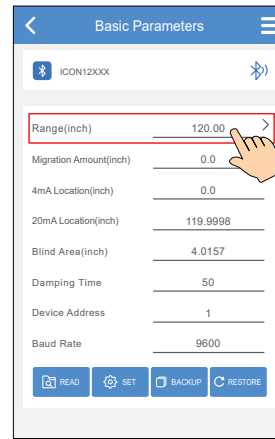 Basic Parameters
ICON12XXX
Range(inch) 120.00
Migration Amount(inch) 0.0
4mA Location(inch) 0.0
20mA Location(inch) 119.9998
Blind Area(inch) 4.0157
Damping Time 50
Device Address 1
Baud Rate 9600
READ SET BACKUP RESTORE